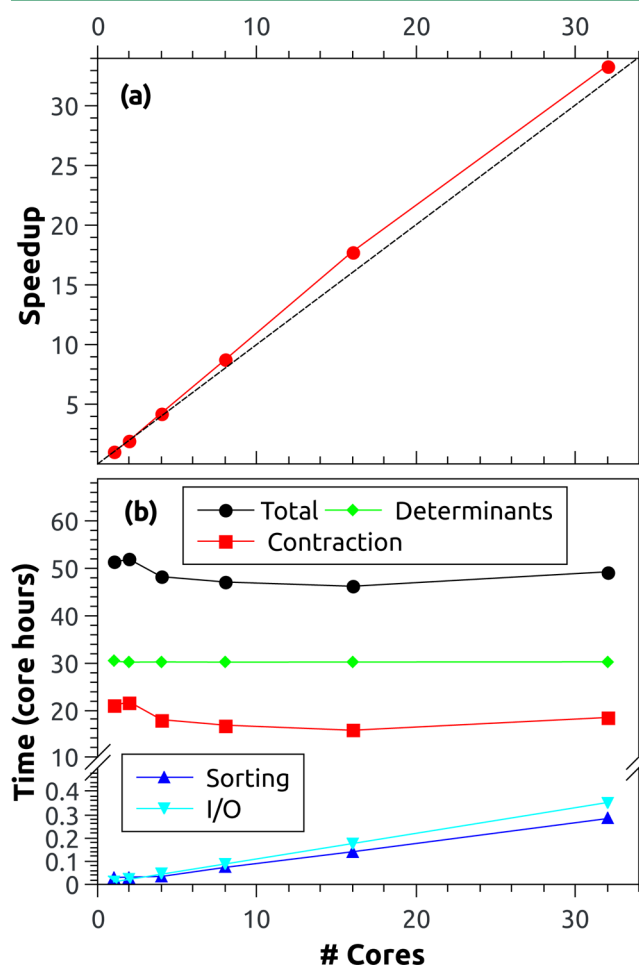 0 10 20 30
(a)
30
25
20
15
10
5
Speedup
(b)
Total Determinants
Contraction
60
50
40
30
20
10
Time (core hours)
Sorting
I/O
0.4
0.3
0.2
0.1
0
0 10 20 30
# Cores